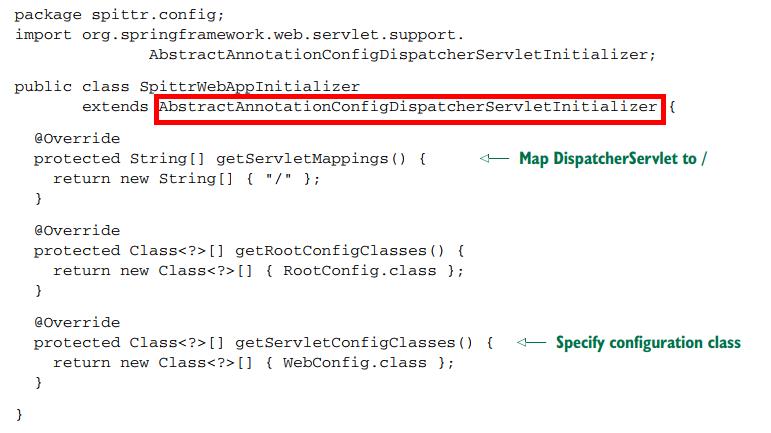 package spittr.config;
import org.springframework.web.servlet.support.
AbstractAnnotationConfigDispatcherServletInitializer;
public class SpittrWebAppInitializer
extends AbstractAnnotationConfigDispatcherServletInitializer {
@Override
protected String[] getServletMappings() { Map DispatcherServlet to /
return new String[] { "/" };
}
@Override
protected Class<?>[] getRootConfigClasses() {
return new Class<?>[] { RootConfig.class };
}
@Override
protected Class<?>[] getServletConfigClasses() { Specify configuration class
return new Class<?>[] { WebConfig.class };
}
}